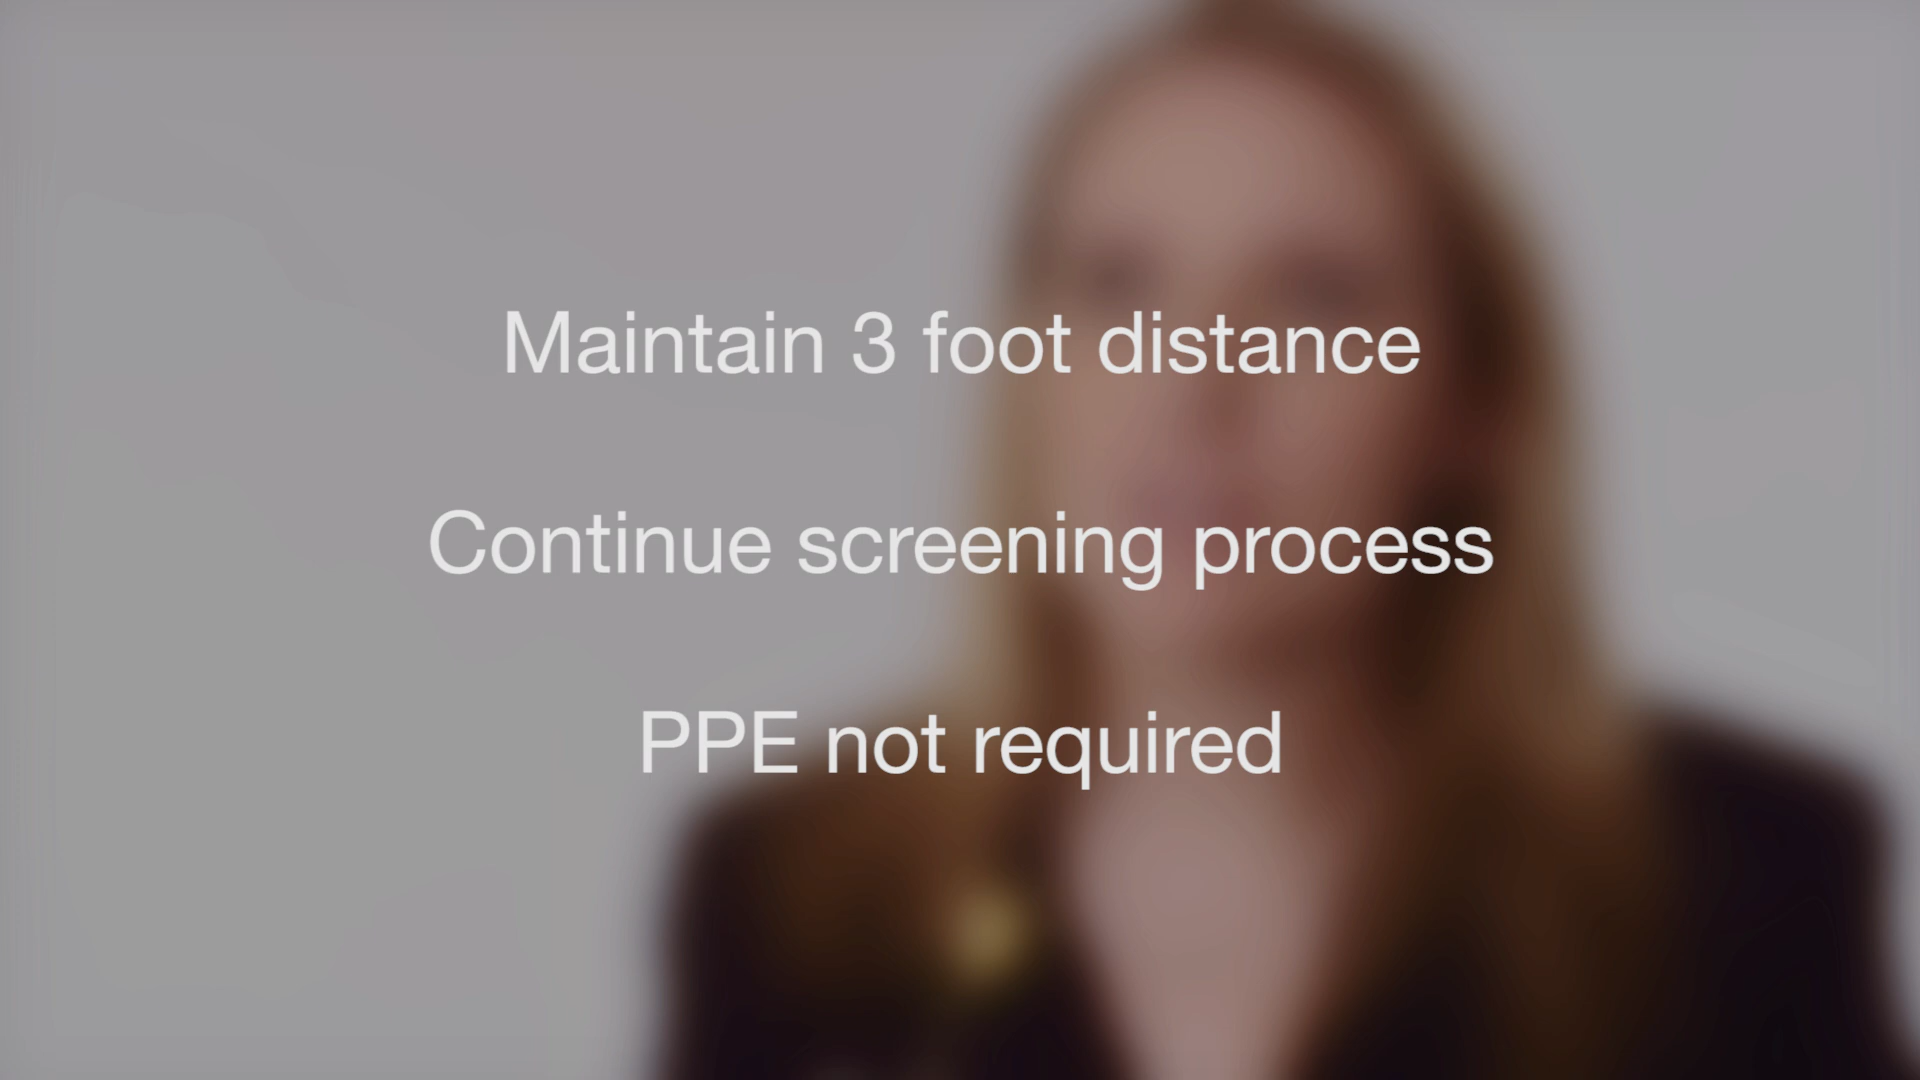 Maintain 3 foot distance
Continue screening process
PPE not required